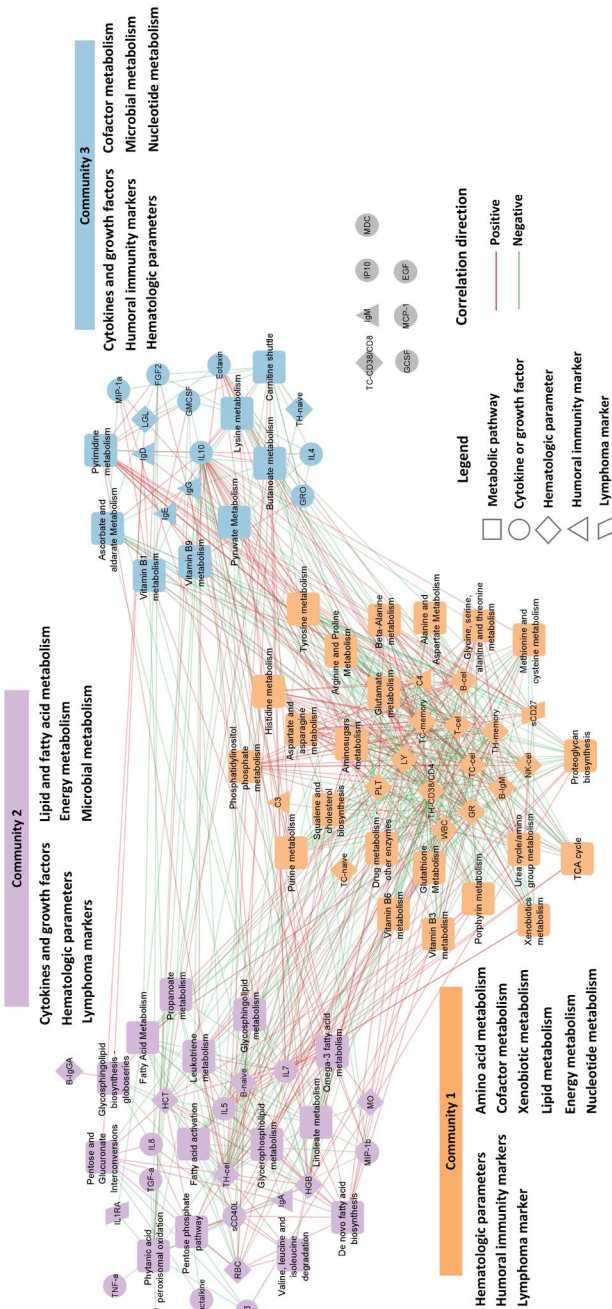 Community 2
Cytokines and growth factors
Hematologic parameters
Lymphoma markers
Lipid and fatty acid metabolism
Energy metabolism
Microbial metabolism
Community 3
Cytokines and growth factors
Humoral immunity markers
Hematologic parameters
Cofactor metabolism
Microbial metabolism
Nucleotide metabolism
B-IgGA
Pentose and
Glucuronate
Interconversions
Glycosphingolipid
biosynthesis -
globoseries
IL1RA
TGF-a
IL8
HCT
Fatty Acid Metabolism
Propanoate
metabolism
TNF-a
Phytanic acid
peroxisomal oxidation
Pentose phosphate
pathway
Fatty acid activation
Leukotriene
metabolism
TH-cel
IL5
B-naive
Glycosphingolipid
metabolism
sCD40L
RBC
Glycerophospholipid
metabolism
IL7
Valine, leucine and
isoleucine
degradation
IgA
HGB
Linoleate metabolism
Omega-3 fatty acid
metabolism
De novo fatty acid
biosynthesis
MIP-1b
MO
Ascorbate and
aldarate Metabolism
Pyrimidine
metabolism
MIP-1a
FGF2
LGL
IgD
Vitamin B1
metabolism
IgE
Vitamin B9
metabolism
IgG
IL10
GMCSF
Eotaxin
Pyruvate Metabolism
Lysine metabolism
Butanoate metabolism
Carnitine shuttle
GRO
IL4
TH-naive
Phosphatidylinositol
phosphate
metabolism
Histidine metabolism
Tyrosine metabolism
C3
Purine metabolism
Squalene and
cholesterol
biosynthesis
Aspartate and
asparagine
metabolism
Aminosugars
metabolism
Arginine and Proline
Metabolism
TC-naive
Drug metabolism -
other enzymes
PLT
LY
Glutamate
metabolism
Beta-Alanine
metabolism
Vitamin B6
metabolism
Glutathione
Metabolism
TH-CD38/CD4
TC-memory
C4
Alanine and
Aspartate Metabolism
WBC
Vitamin B3
metabolism
GR
TC-cel
T-cel
B-cel
Glycine, serine,
alanine and threonine
metabolism
Porphyrin metabolism
B-IgM
TH-memory
Xenobiotics
metabolism
Urea cycle/amino
group metabolism
NK-cel
sCD27
Methionine and
cysteine metabolism
TCA cycle
Proteoglycan
biosynthesis
TC-CD38/CD8
IgM
IP10
MDC
GCSF
MCP-1
EGF
Community 1
Hematologic parameters
Humoral immunity markers
Lymphoma marker
Amino acid metabolism
Cofactor metabolism
Xenobiotic metabolism
Lipid metabolism
Energy metabolism
Nucleotide metabolism
Legend
Metabolic pathway
Cytokine or growth factor
Hematologic parameter
Humoral immunity marker
Lymphoma marker
Correlation direction
Positive
Negative